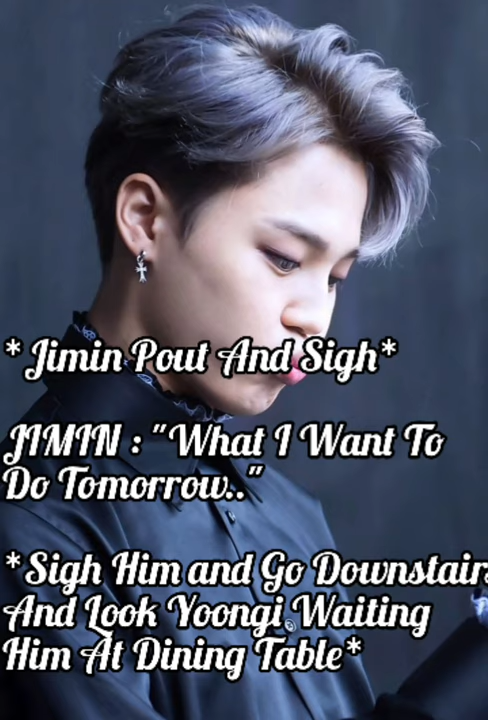 *Jimin Pout And Sigh*
JIMIN : "What I Want To
Do Tomorrow.."
*Sigh Him and Go Downstair
And Look Yoongi Waiting
Him At Dining Table*